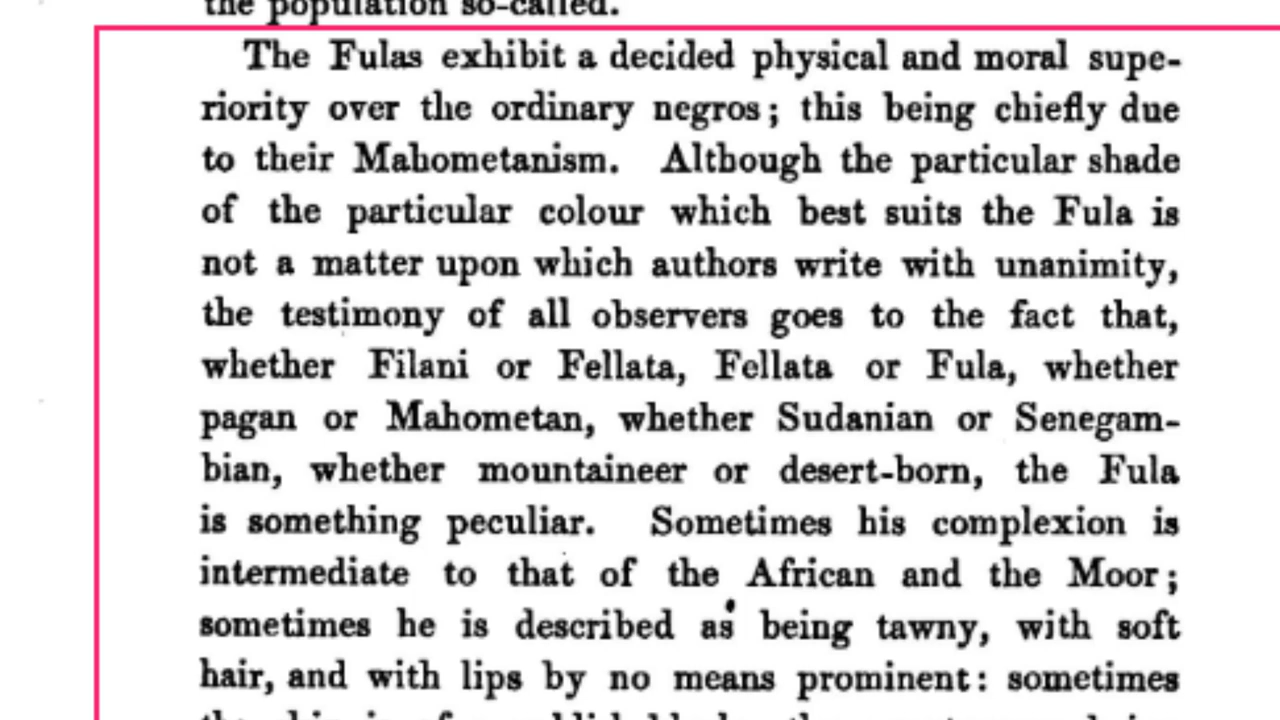 the population so-called.
The Fulas exhibit a decided physical and moral supe-
riority over the ordinary negros; this being chiefly due
to their Mahometanism. Although the particular shade
of the particular colour which best suits the Fula is
not a matter upon which authors write with unanimity,
the testimony of all observers goes to the fact that,
whether Filani or Fellata, Fellata or Fula, whether
pagan or Mahometan, whether Sudanian or Senegam-
bian, whether mountaineer or desert-born, the Fula
is something peculiar. Sometimes his complexion is
intermediate to that of the African and the Moor;
sometimes he is described as being tawny, with soft
hair, and with lips by no means prominent: sometimes